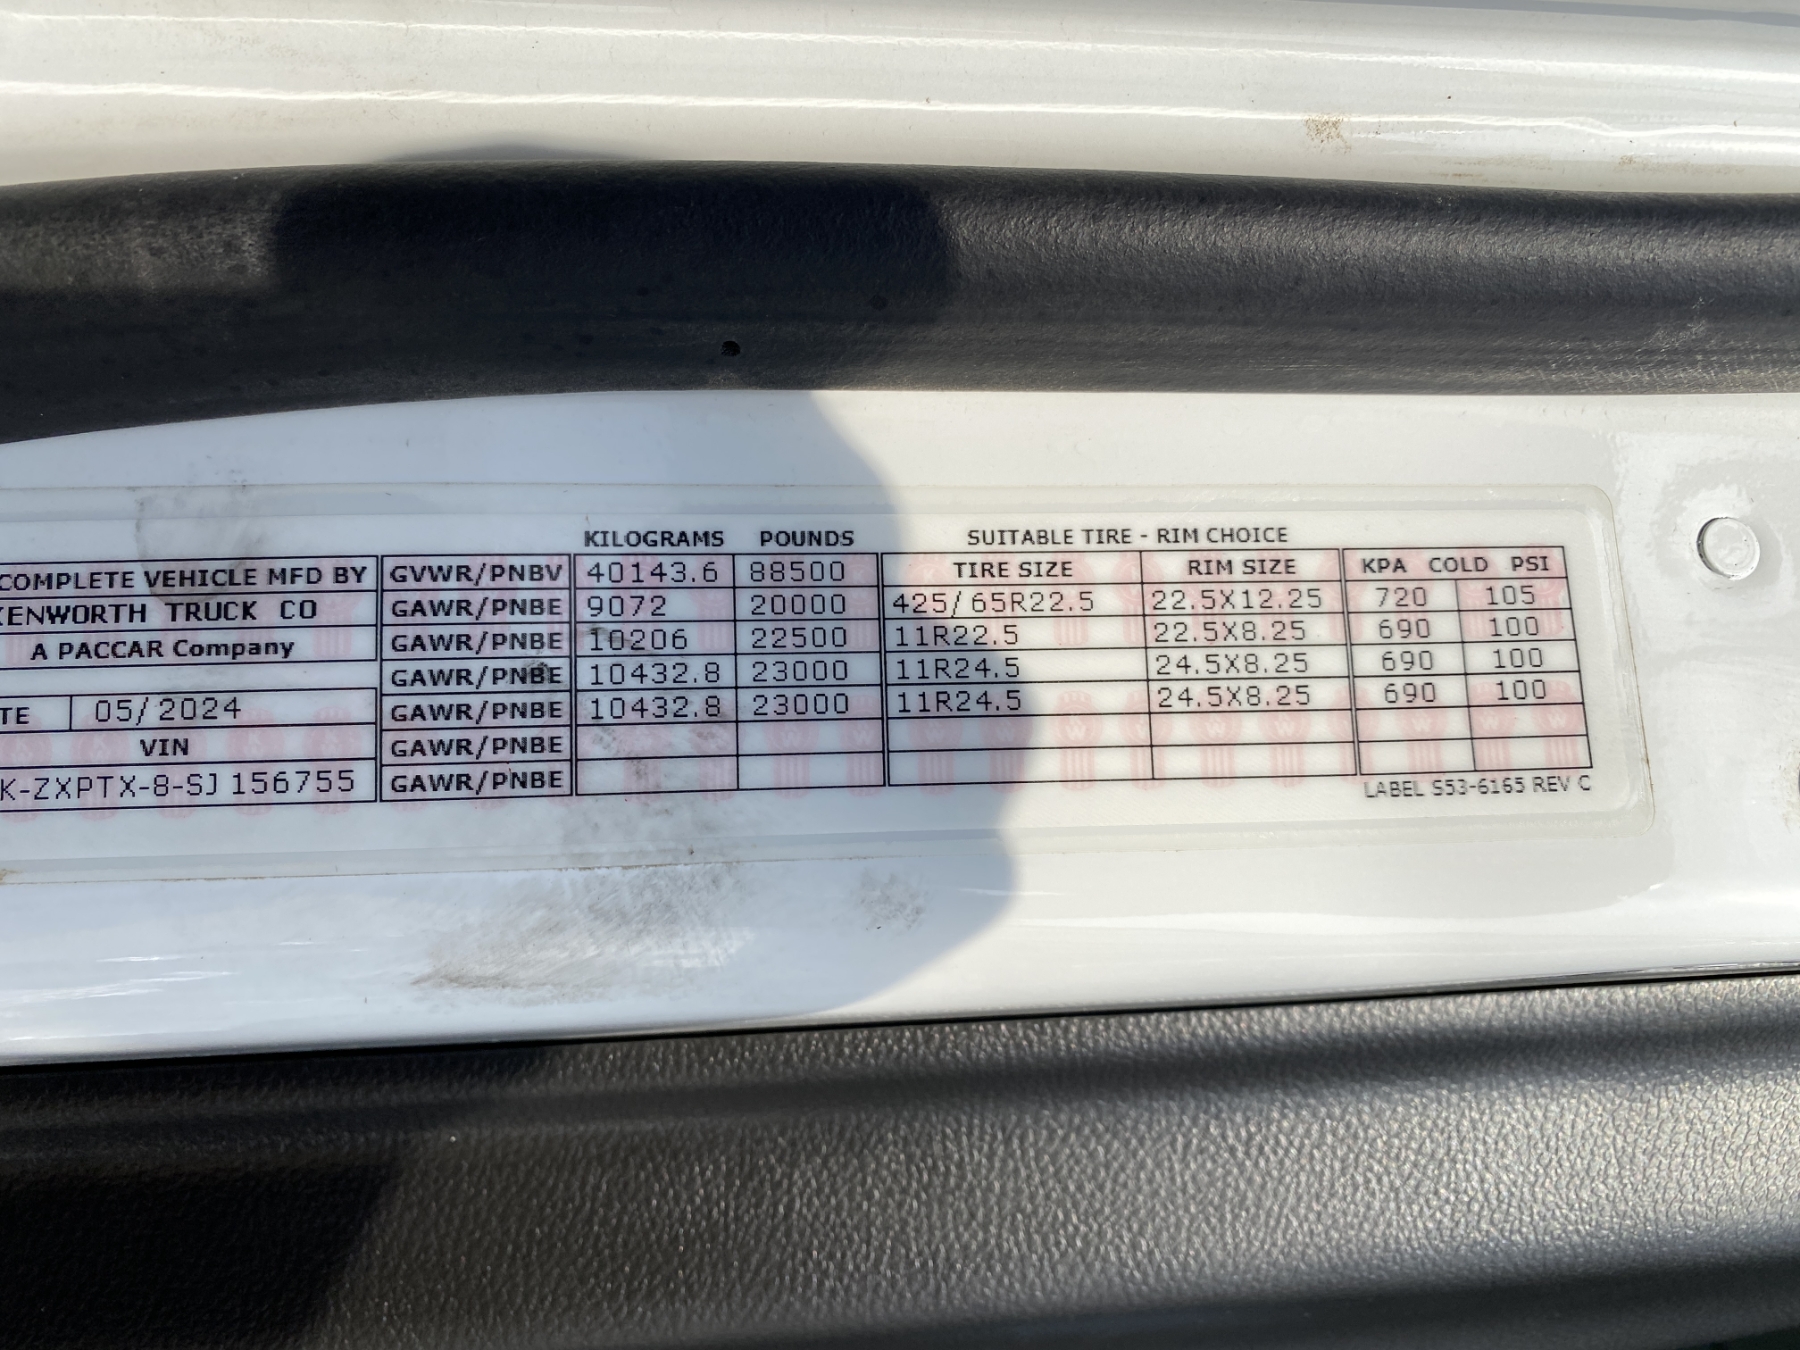 KILOGRAMS POUNDS SUITABLE TIRE - RIM CHOICE
COMPLETE VEHICLE MFD BY GVWR/PNBV 40143.6 88500 TIRE SIZE RIM SIZE KPA COLD PSI
KENWORTH TRUCK CO GAWR/PNBE 9072 20000 425/65R22.5 22.5X12.25 720 105
A PACCAR Company GAWR/PNBE 10206 22500 11R22.5 22.5X8.25 690 100
GAWR/PNBE 10432.8 23000 11R24.5 24.5X8.25 690 100
TE 05/2024 GAWR/PNBE 10432.8 23000 11R24.5 24.5X8.25 690 100
VIN GAWR/PNBE
K-ZXPTX-8-SJ156755 GAWR/PNBE
LABEL S53-6165 REV C